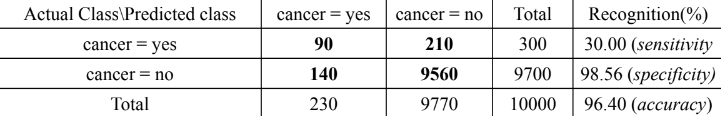 Actual Class\Predicted class cancer = yes cancer = no Total Recognition(%)
cancer = yes 90 210 300 30.00 (sensitivity
cancer = no 140 9560 9700 98.56 (specificity)
Total 230 9770 10000 96.40 (accuracy)